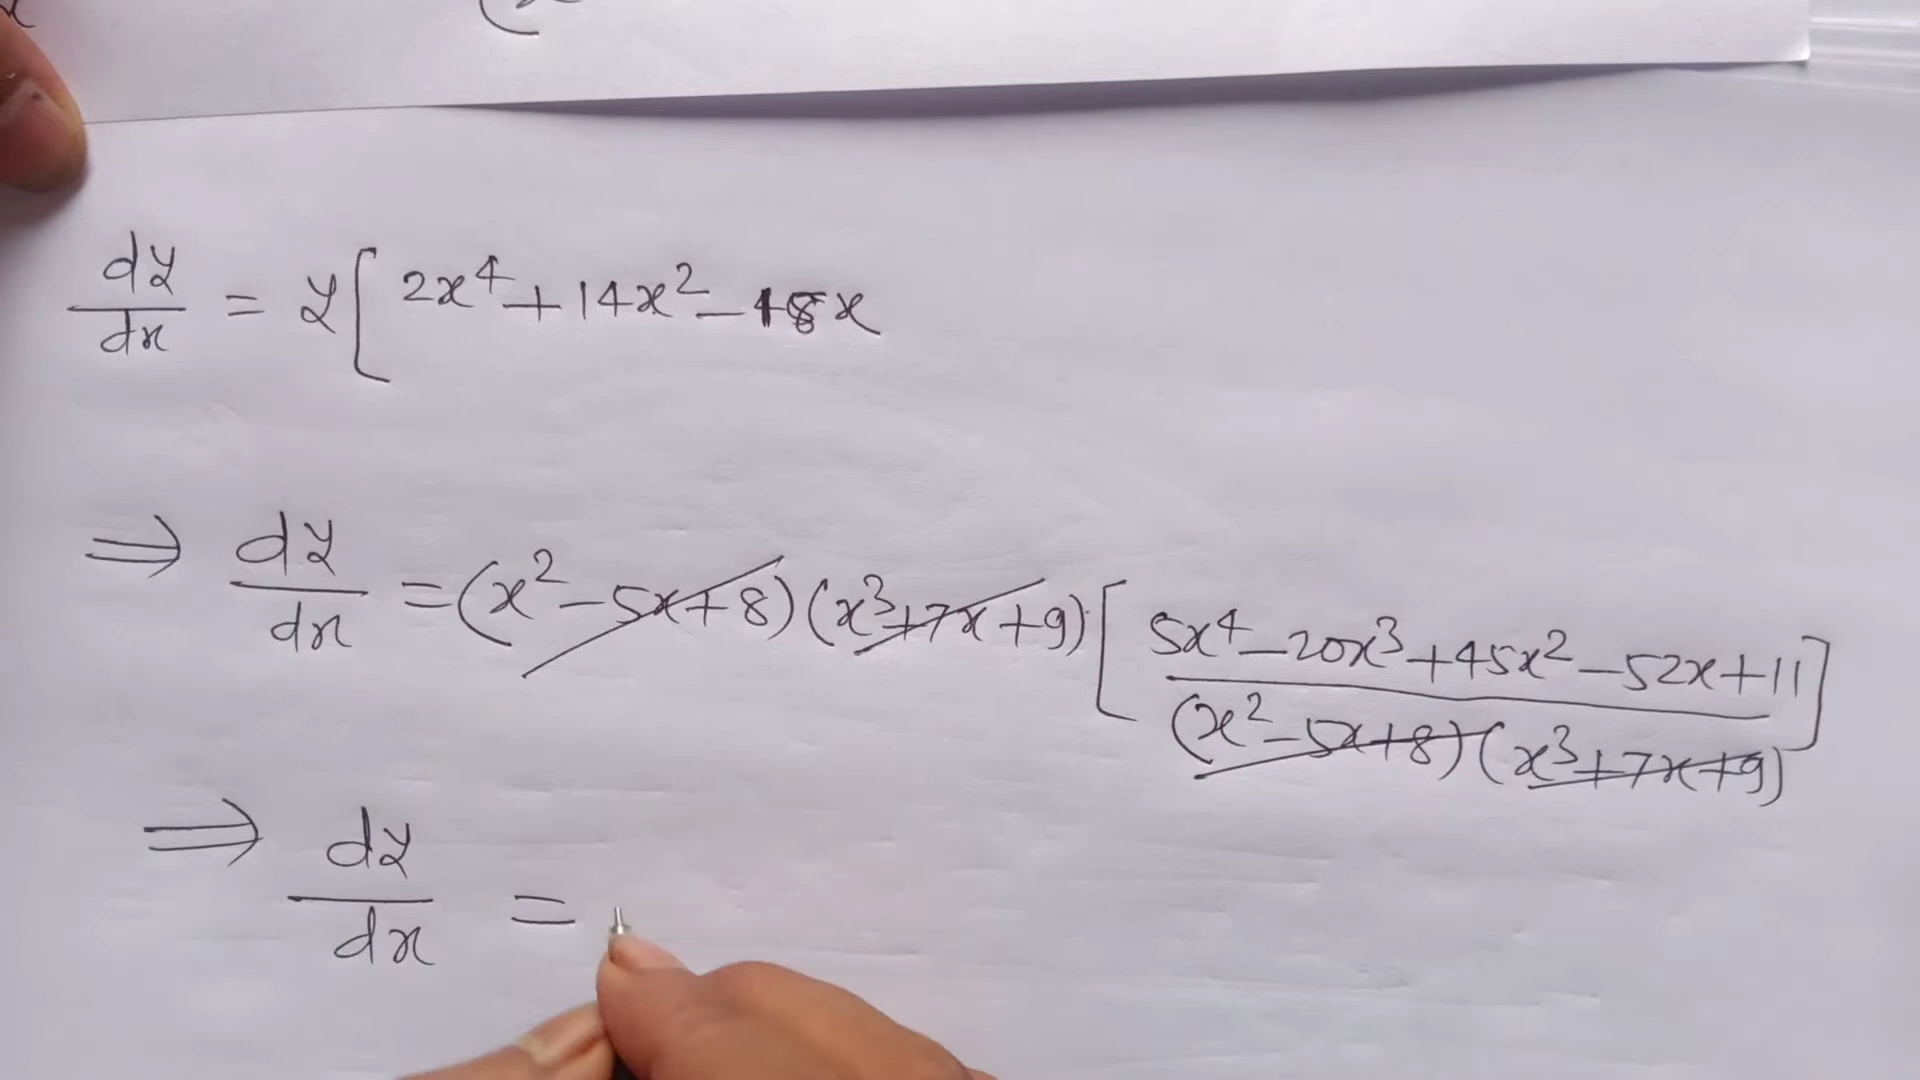 dy/dx = y[2x⁴+14x²-18x
⇒ dy/dx = (x²-5x+8)(x³+7x+9)[5x⁴-20x³+45x²-52x+11 / (x²-5x+8)(x³+7x+9)]
⇒ dy/dx =